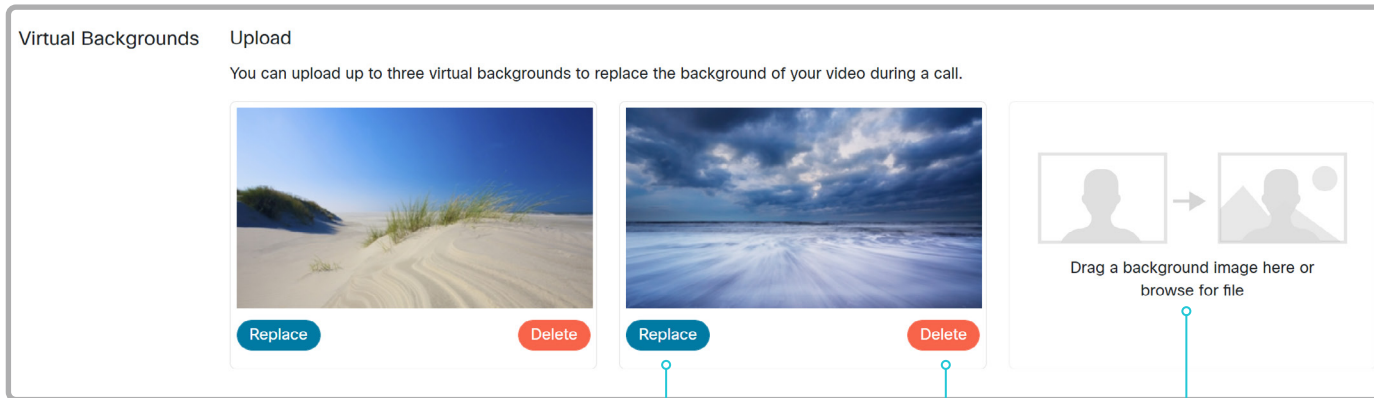 Virtual Backgrounds
Upload
You can upload up to three virtual backgrounds to replace the background of your video during a call.
Replace
Delete
Replace
Delete
Drag a background image here or
browse for file